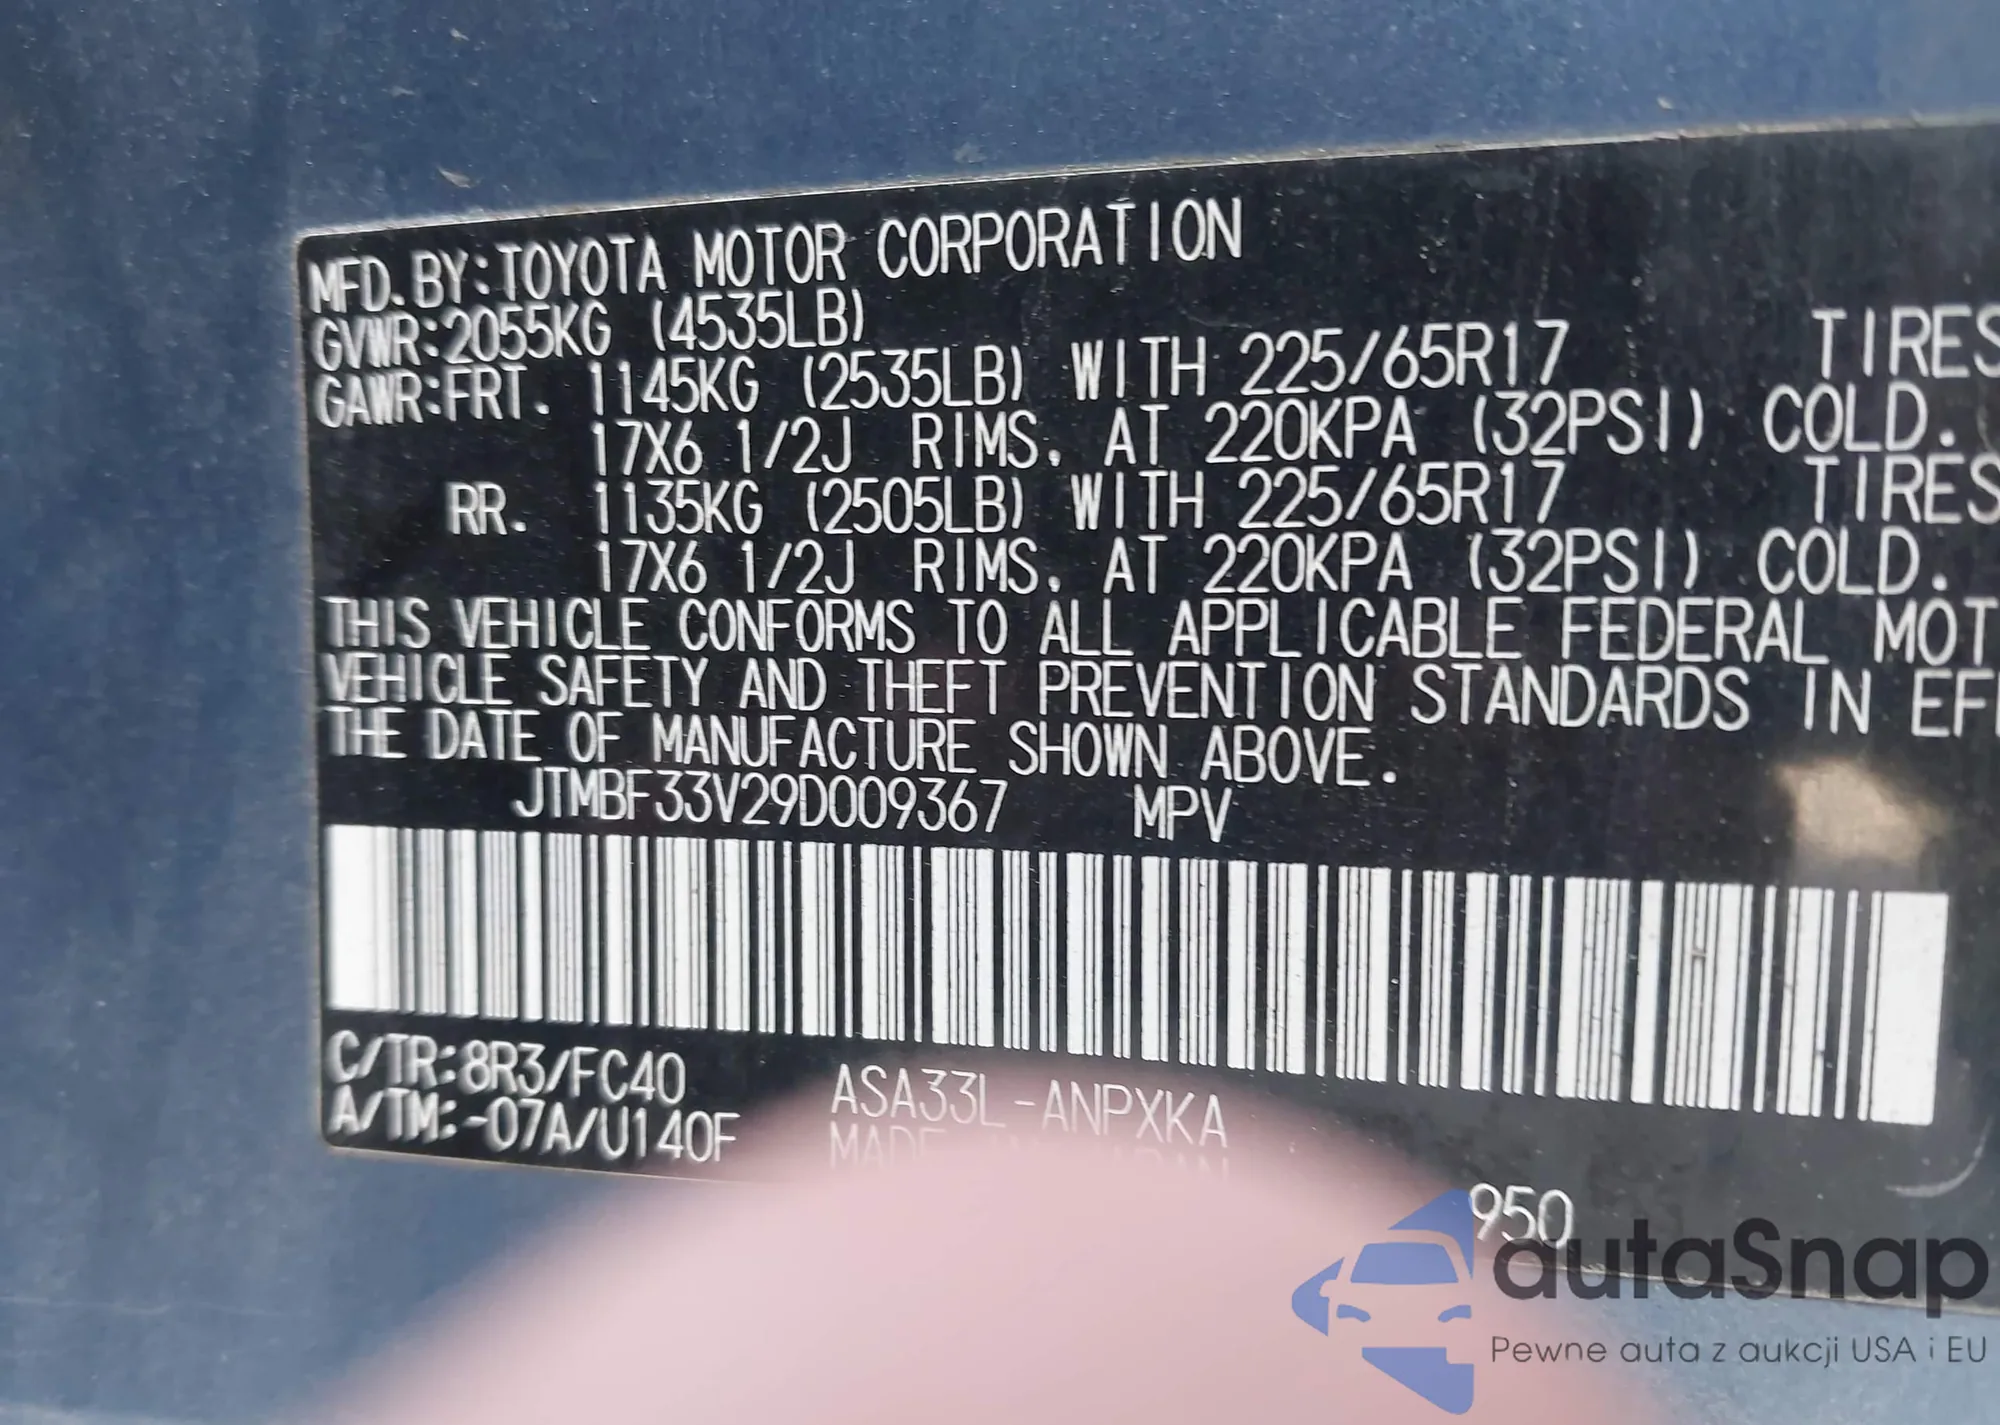 MFD. BY: TOYOTA MOTOR CORPORATION
GVWR: 2055KG (4535LB)
GAWR: FRT. 1145KG (2535LB) WITH 225/65R17 TIRES
17X6 1/2J RIMS, AT 220KPA (32PSI) COLD.
RR. 1135KG (2505LB) WITH 225/65R17 TIRES
17X6 1/2J RIMS, AT 220KPA (32PSI) COLD.
THIS VEHICLE CONFORMS TO ALL APPLICABLE FEDERAL MOT
VEHICLE SAFETY AND THEFT PREVENTION STANDARDS IN EF
THE DATE OF MANUFACTURE SHOWN ABOVE.
JTMBF33V29D009367 MPV
C/TR: 8R3/FC40 ASA33L-ANPXKA
A/TM: -07A/U140F MADE
950
autaSnap
Pewne auta z aukcji USA i EU